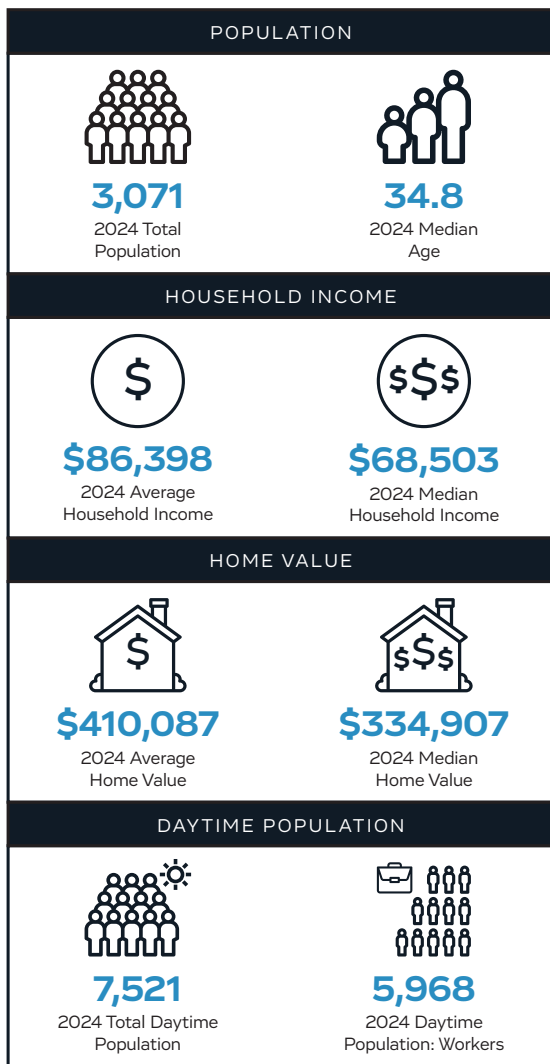 POPULATION
3,071
2024 Total
Population
34.8
2024 Median
Age
HOUSEHOLD INCOME
$
$86,398
2024 Average
Household Income
$$$
$68,503
2024 Median
Household Income
HOME VALUE
$
$410,087
2024 Average
Home Value
$$$
$334,907
2024 Median
Home Value
DAYTIME POPULATION
7,521
2024 Total Daytime
Population
5,968
2024 Daytime
Population: Workers